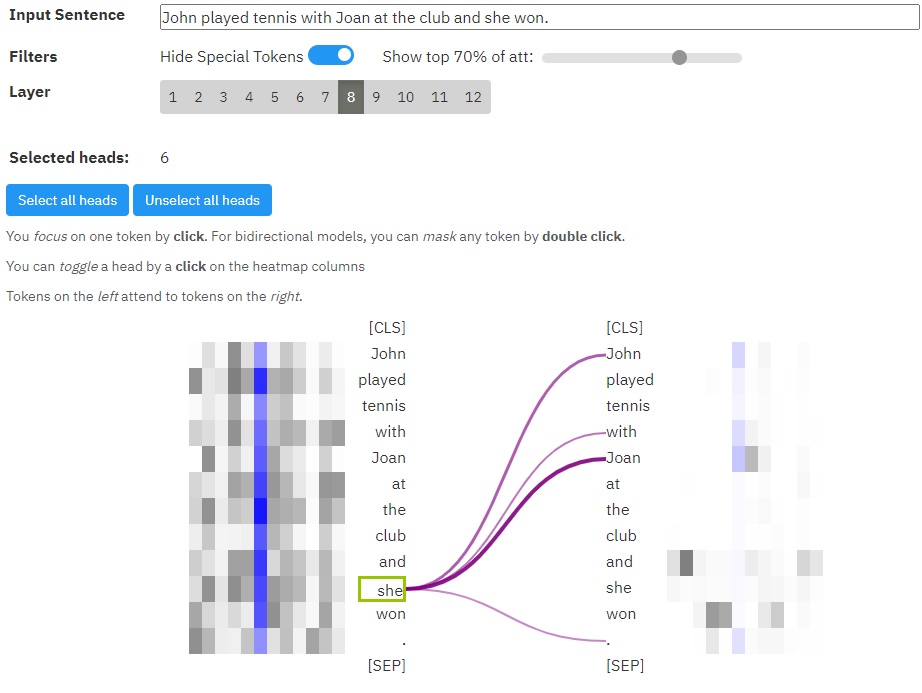 Input Sentence John played tennis with Joan at the club and she won.
Filters Hide Special Tokens Show top 70% of att:
Layer 1 2 3 4 5 6 7 8 9 10 11 12
Selected heads: 6
Select all heads Unselect all heads
You focus on one token by click. For bidirectional models, you can mask any token by double click.
You can toggle a head by a click on the heatmap columns
Tokens on the left attend to tokens on the right.
[CLS] [CLS]
John John
played played
tennis tennis
with with
Joan Joan
at at
the the
club club
and and
she she
won won
. .
[SEP] [SEP]